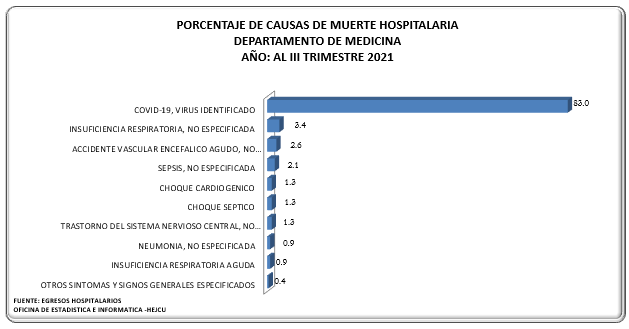 PORCENTAJE DE CAUSAS DE MUERTE HOSPITALARIA
DEPARTAMENTO DE MEDICINA
AÑO: AL III TRIMESTRE 2021
COVID-19, VIRUS IDENTIFICADO 83.0
INSUFICIENCIA RESPIRATORIA, NO ESPECIFICADA 3.4
ACCIDENTE VASCULAR ENCEFALICO AGUDO, NO... 2.6
SEPSIS, NO ESPECIFICADA 2.1
CHOQUE CARDIOGENICO 1.3
CHOQUE SEPTICO 1.3
TRASTORNO DEL SISTEMA NERVIOSO CENTRAL, NO... 1.3
NEUMONIA, NO ESPECIFICADA 0.9
INSUFICIENCIA RESPIRATORIA AGUDA 0.9
OTROS SINTOMAS Y SIGNOS GENERALES ESPECIFICADOS 0.4
FUENTE: EGRESOS HOSPITALARIOS
OFICINA DE ESTADISTICA E INFORMATICA -HEJCU